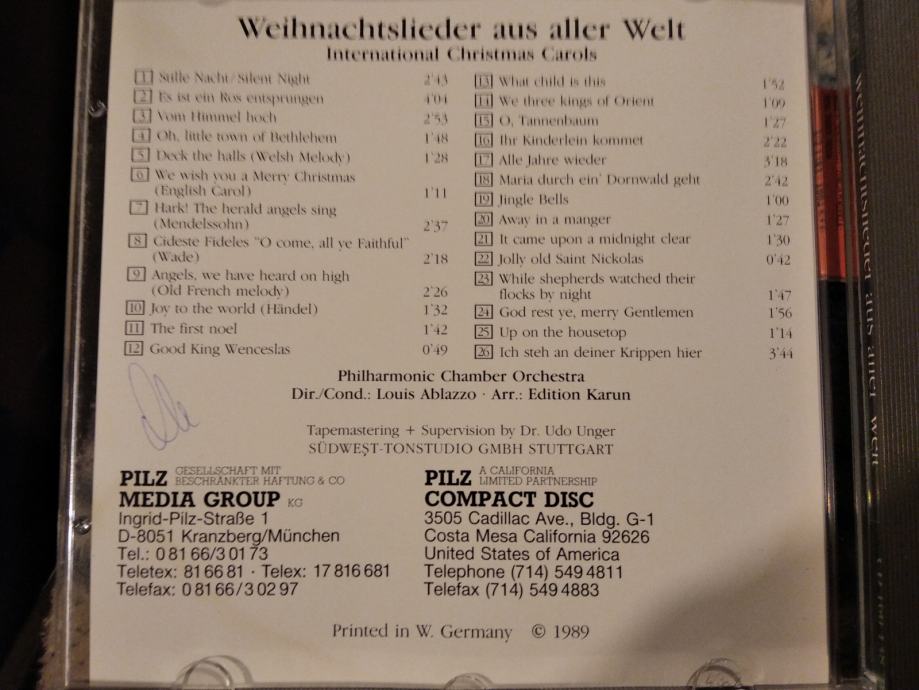 Weihnachtslieder aus aller Welt
International Christmas Carols
1 Stille Nacht/Silent Night 2'43
2 Es ist ein Ros entsprungen 4'04
3 Vom Himmel hoch 2'53
4 Oh, little town of Bethlehem 1'48
5 Deck the halls (Welsh Melody) 1'28
6 We wish you a Merry Christmas
(English Carol) 1'11
7 Hark! The herald angels sing
(Mendelssohn) 2'37
8 Cideste Fideles "O come, all ye Faithful"
(Wade) 2'18
9 Angels, we have heard on high
(Old French melody) 2'26
10 Joy to the world (Händel) 1'32
11 The first noel 1'42
12 Good King Wenceslas 0'49
13 What child is this 1'52
14 We three kings of Orient 1'09
15 O, Tannenbaum 1'27
16 Ihr Kinderlein kommet 2'22
17 Alle Jahre wieder 3'18
18 Maria durch ein' Dornwald geht 2'42
19 Jingle Bells 1'00
20 Away in a manger 1'27
21 It came upon a midnight clear 1'30
22 Jolly old Saint Nickolas 0'42
23 While shepherds watched their
flocks by night 1'47
24 God rest ye, merry Gentlemen 1'56
25 Up on the housetop 1'14
26 Ich steh an deiner Krippen hier 3'44
Philharmonic Chamber Orchestra
Dir./Cond.: Louis Ablazzo · Arr.: Edition Karun
Tapemastering + Supervision by Dr. Udo Unger
SÜDWEST-TONSTUDIO GMBH STUTTGART
PILZ GESELLSCHAFT MIT
BESCHRÄNKTER HAFTUNG & CO
MEDIA GROUP KG
Ingrid-Pilz-Straße 1
D-8051 Kranzberg/München
Tel.: 0 81 66/3 01 73
Teletex: 81 66 81 · Telex: 17 816 681
Telefax: 0 81 66/3 02 97
PILZ A CALIFORNIA
LIMITED PARTNERSHIP
COMPACT DISC
3505 Cadillac Ave., Bldg. G-1
Costa Mesa California 92626
United States of America
Telephone (714) 549 4811
Telefax (714) 549 4883
Printed in W. Germany © 1989
Weihnachtslieder aus aller Welt